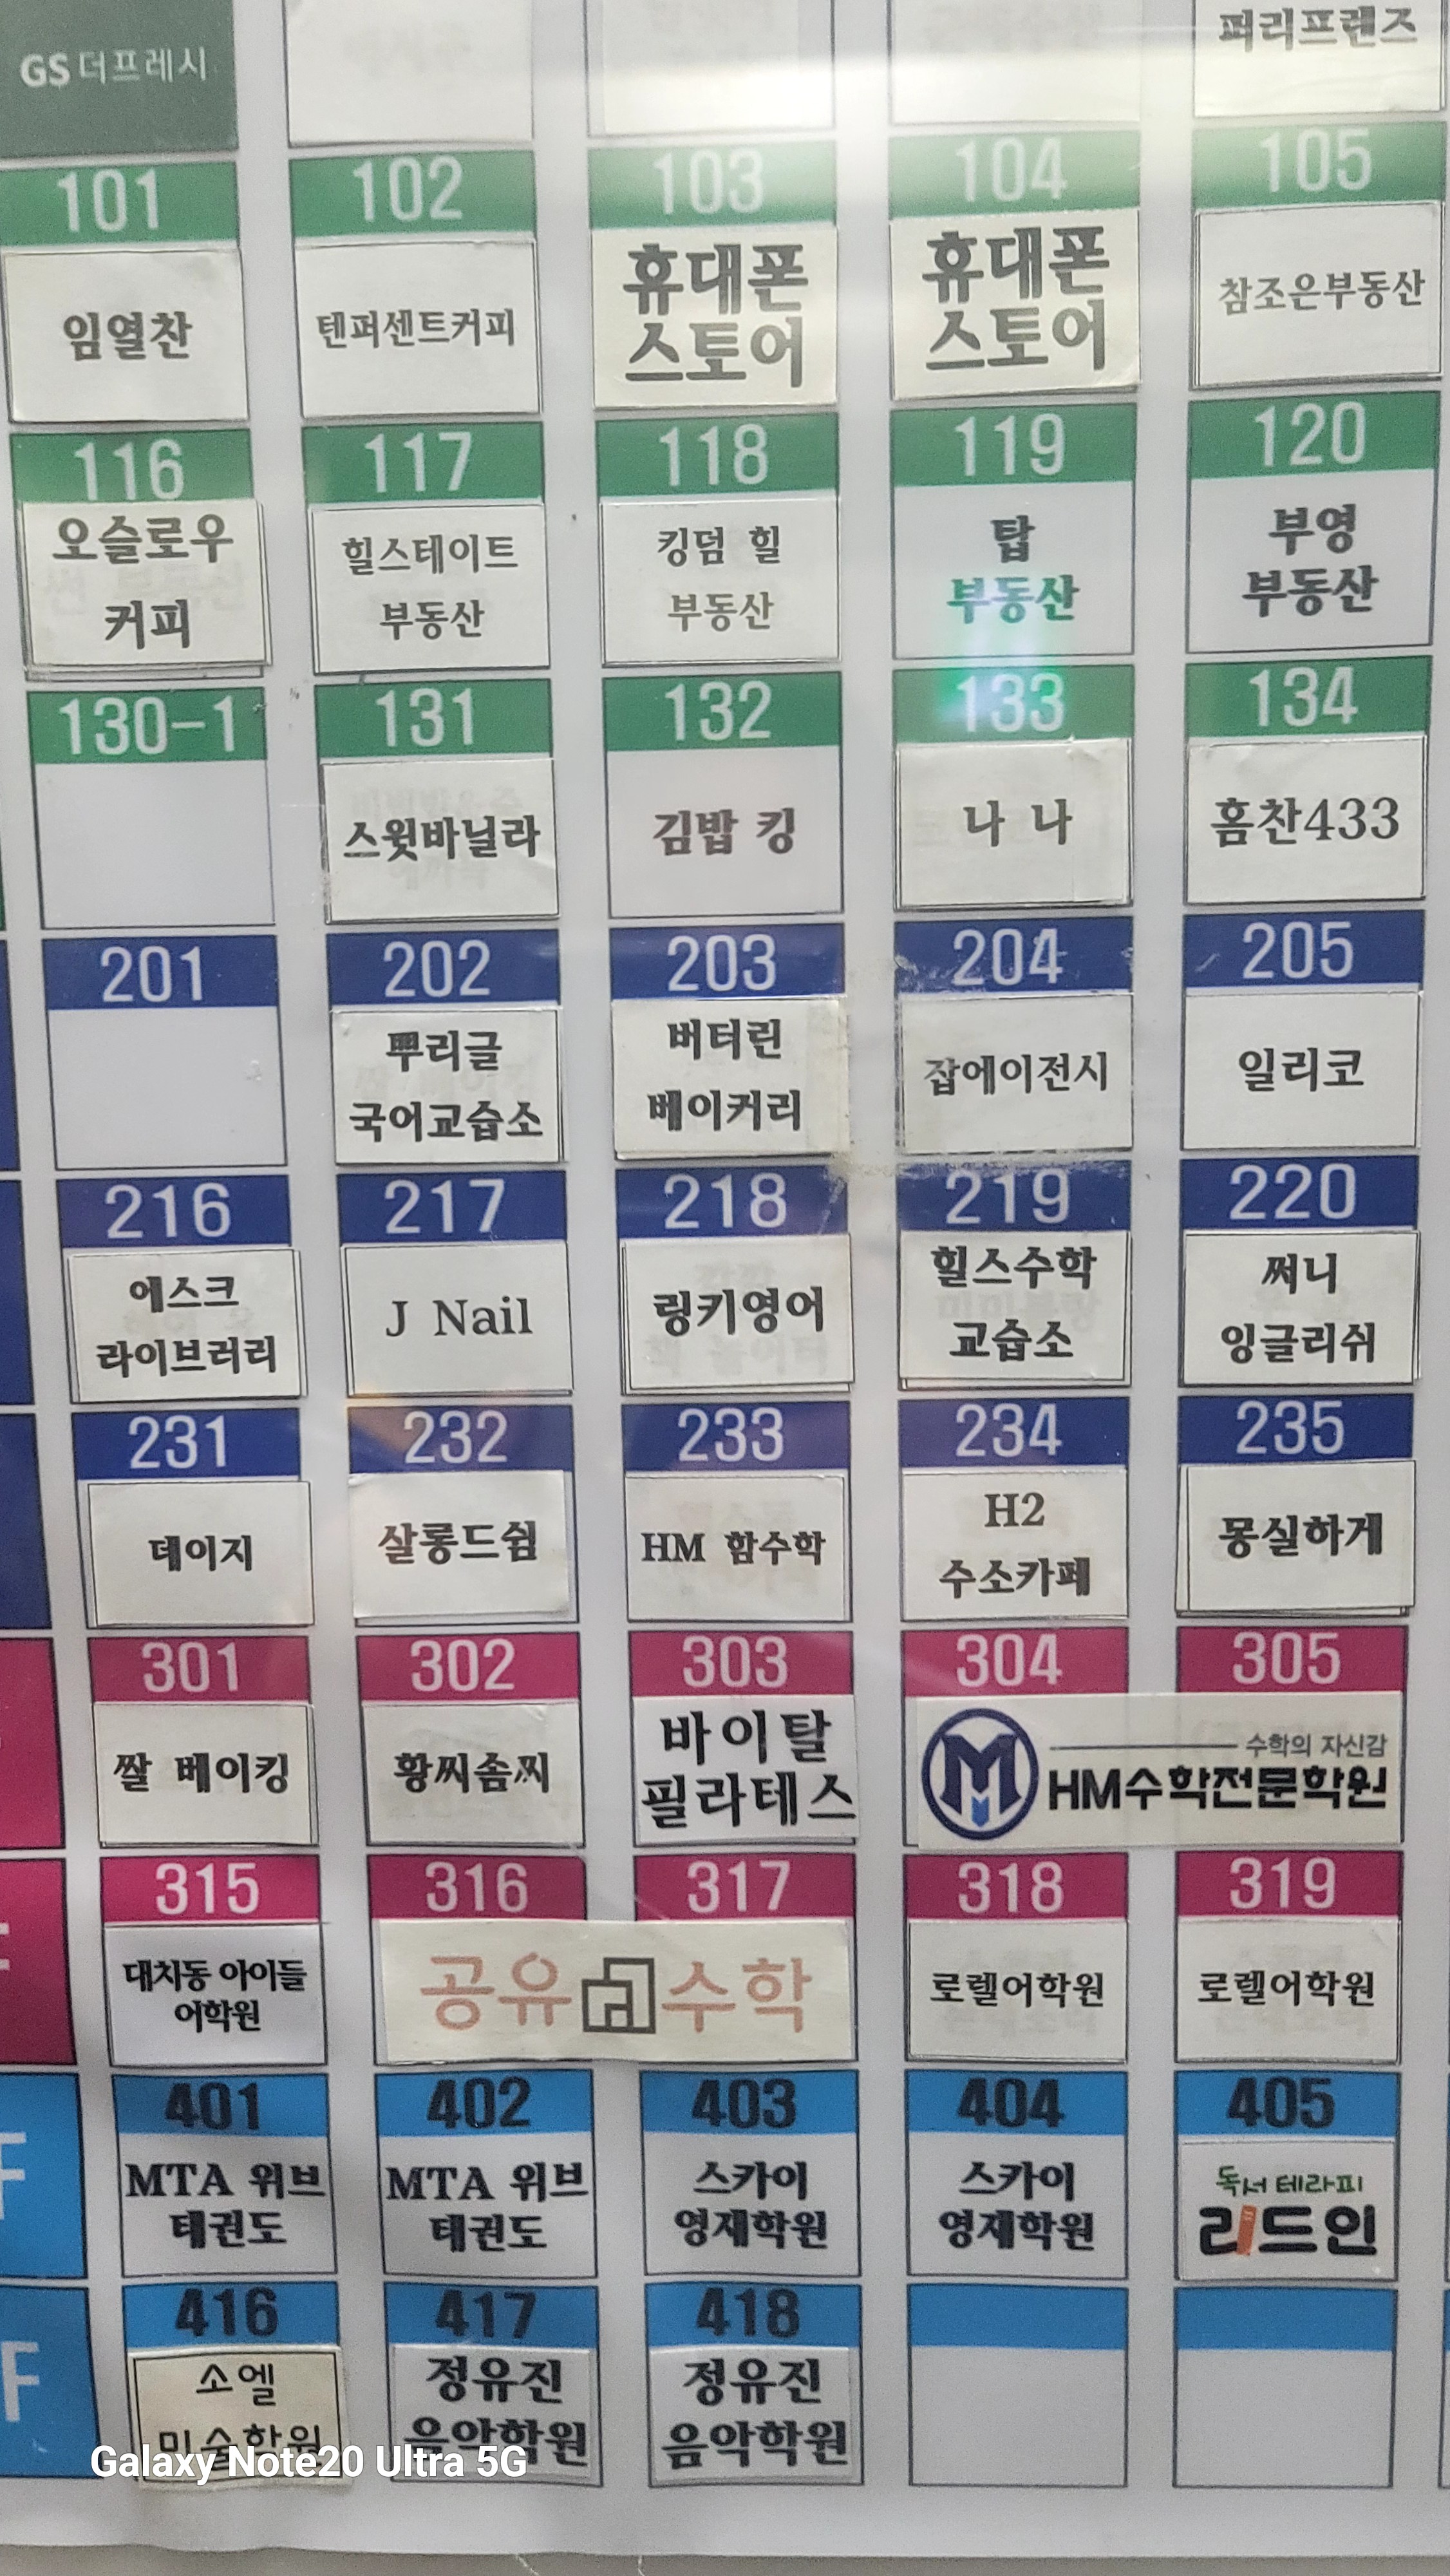 GS더프레시
퍼리프렌즈
101 102 103 104 105
임열찬
텐퍼센트커피
휴대폰
스토어
휴대폰
스토어
참조은부동산
116 117 118 119 120
오슬로우
커피
힐스테이트
부동산
킹덤 힐
부동산
탑
부동산
부영
부동산
130-1 131 132 133 134
스윗바닐라
김밥 킹
나 나
홈찬433
201 202 203 204 205
뿌리글
국어교습소
버터린
베이커리
잡에이전시
일리코
216 217 218 219 220
에스크
라이브러리
J Nail
링키영어
힐스수학
교습소
써니
잉글리쉬
231 232 233 234 235
데이지
살롱드쉼
HM 함수학
H2
수소카페
몽실하게
301 302 303 304 305
쌀 베이킹
황씨솜씨
바이탈
필라테스
수학의 자신감
HM수학전문학원
315 316 317 318 319
대치동 아이들
어학원
공유 수학
로렐어학원
로렐어학원
401 402 403 404 405
MTA 위브
태권도
MTA 위브
태권도
스카이
영재학원
스카이
영재학원
독서 테라피
리드인
416 417 418
소엘
미술학원
정유진
음악학원
정유진
음악학원
Galaxy Note20 Ultra 5G